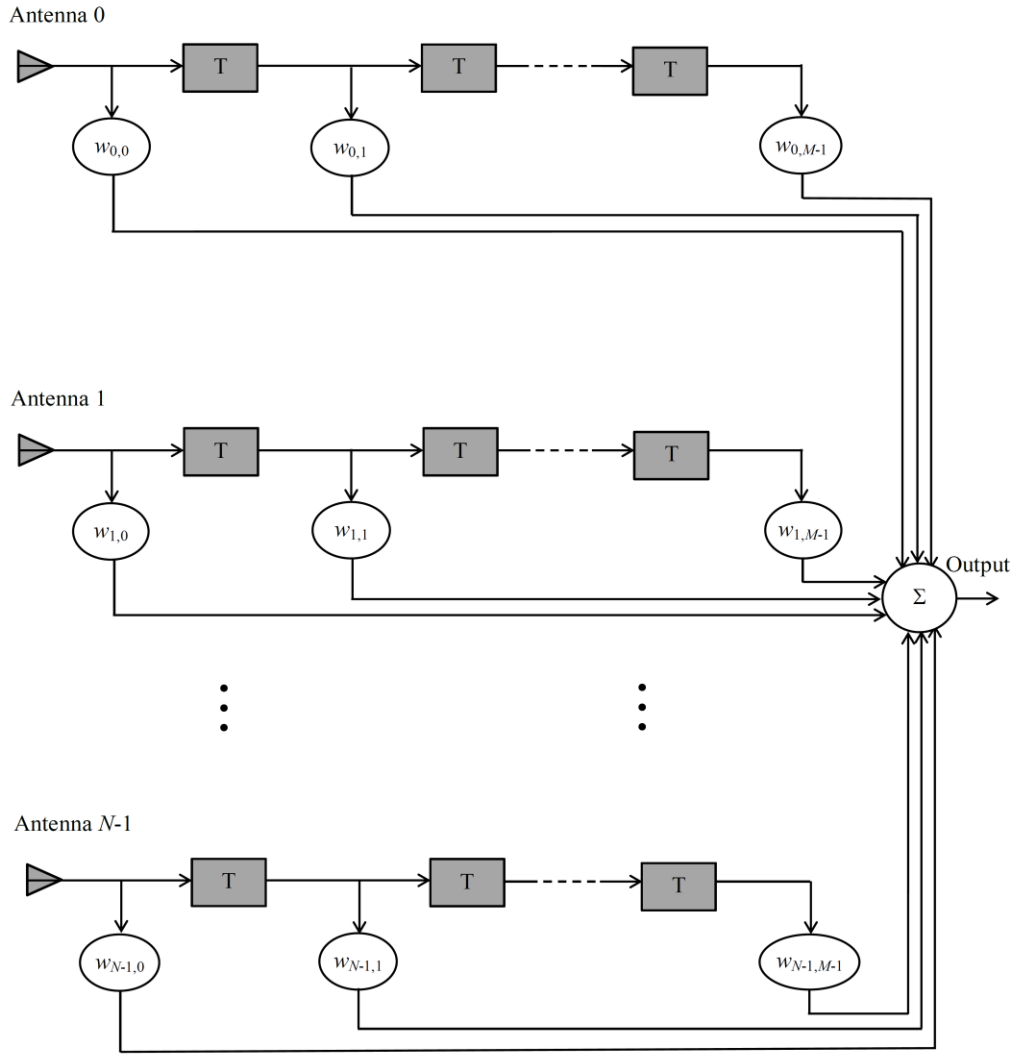 Antenna 0
T T T
w0,0 w0,1 w0,M-1
Antenna 1
T T T
w1,0 w1,1 w1,M-1
Output
Σ
Antenna N-1
T T T
wN-1,0 wN-1,1 wN-1,M-1